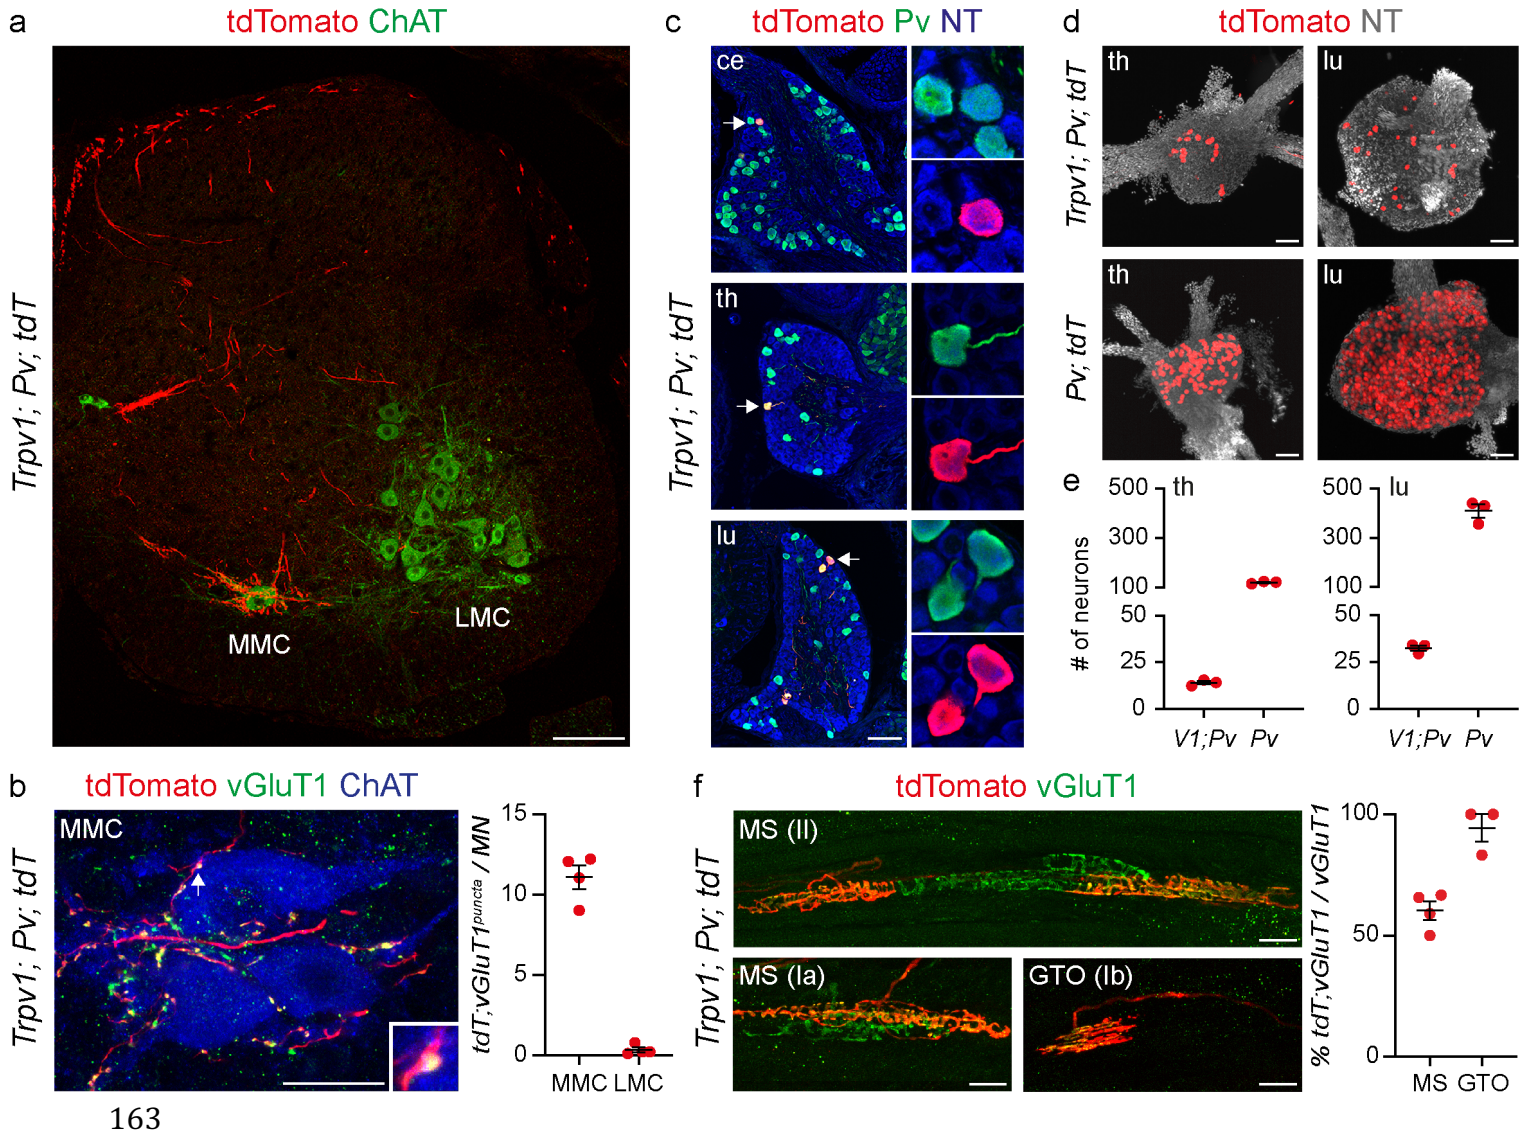 a
tdTomato ChAT
Trpv1; Pv; tdT
MMC
LMC
b
tdTomato vGluT1 ChAT
Trpv1; Pv; tdT
MMC
tdT;vGluT1puncta / MN
15
10
5
0
MMC LMC
c
tdTomato Pv NT
Trpv1; Pv; tdT
ce
th
lu
d
tdTomato NT
Trpv1; Pv; tdT
th
lu
Pv; tdT
th
lu
e
# of neurons
th
500
300
100
50
25
0
V1;Pv Pv
lu
500
300
100
50
25
0
V1;Pv Pv
f
tdTomato vGluT1
Trpv1; Pv; tdT
MS (II)
MS (Ia)
GTO (Ib)
% tdT;vGluT1 / vGluT1
100
50
0
MS GTO
163